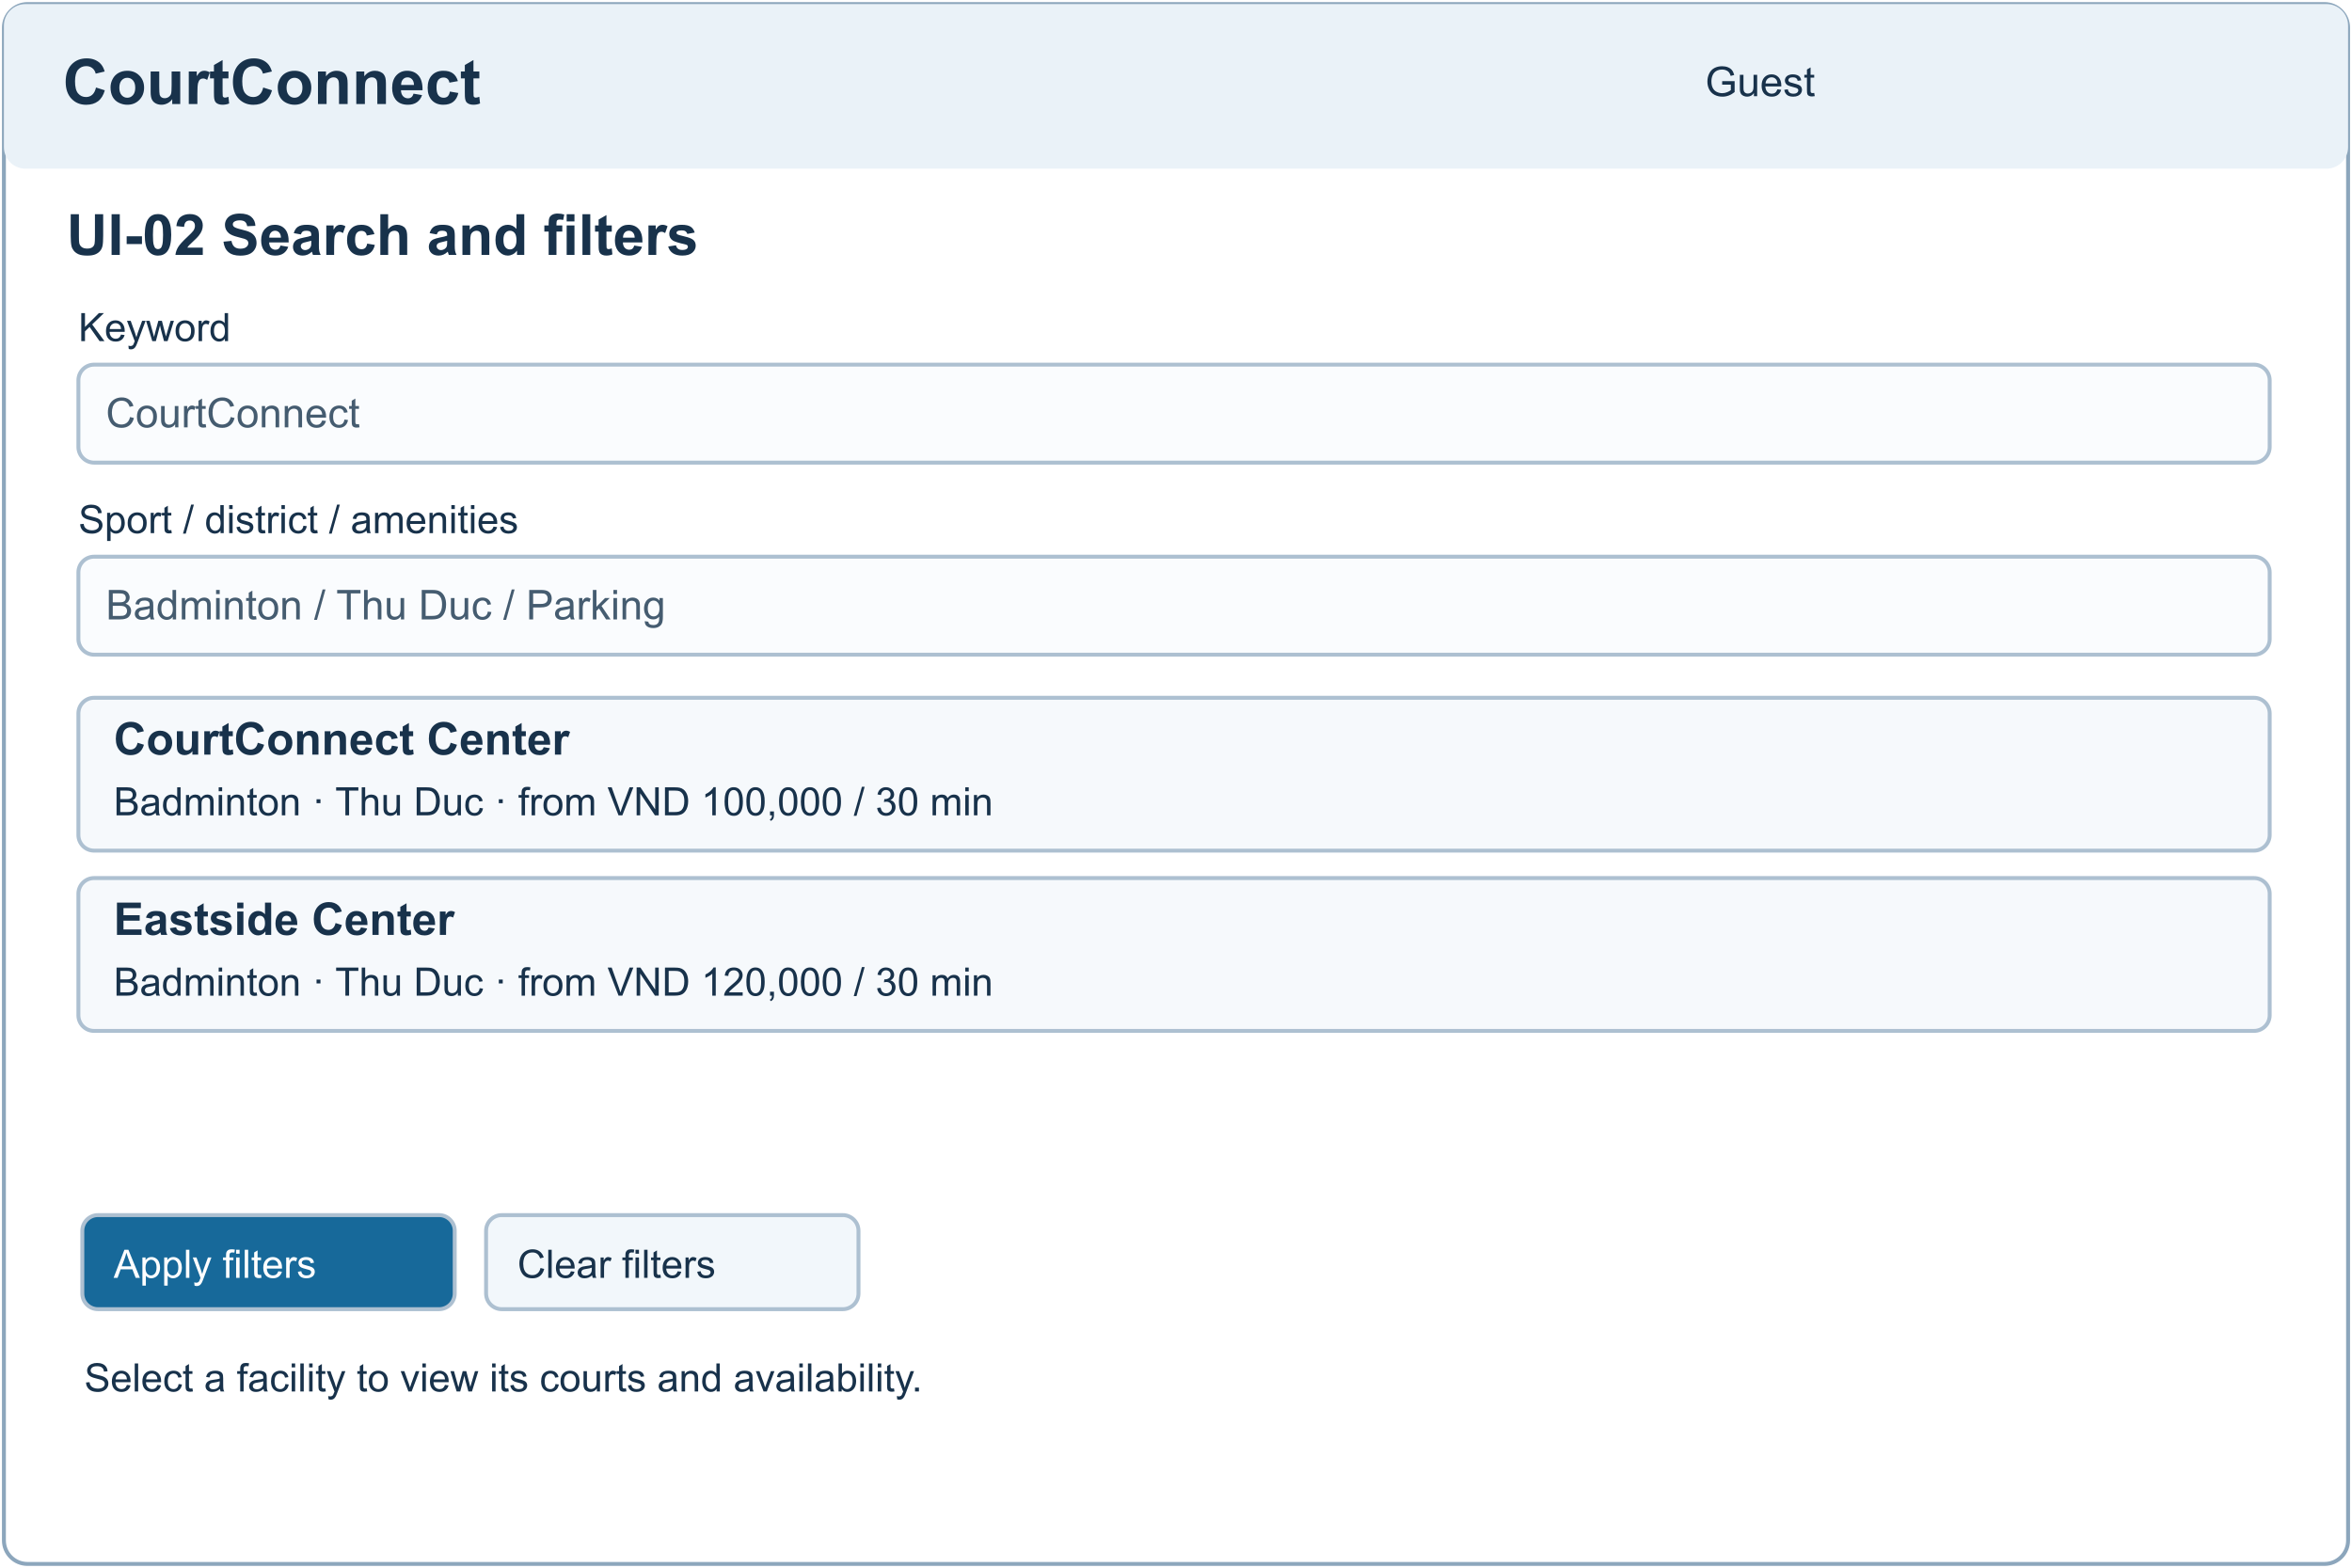 CourtConnect
Guest
UI-02 Search and filters
Keyword
CourtConnect
Sport / district / amenities
Badminton / Thu Duc / Parking
CourtConnect Center
Badminton · Thu Duc · from VND 100,000 / 30 min
Eastside Center
Badminton · Thu Duc · from VND 120,000 / 30 min
Apply filters
Clear filters
Select a facility to view its courts and availability.